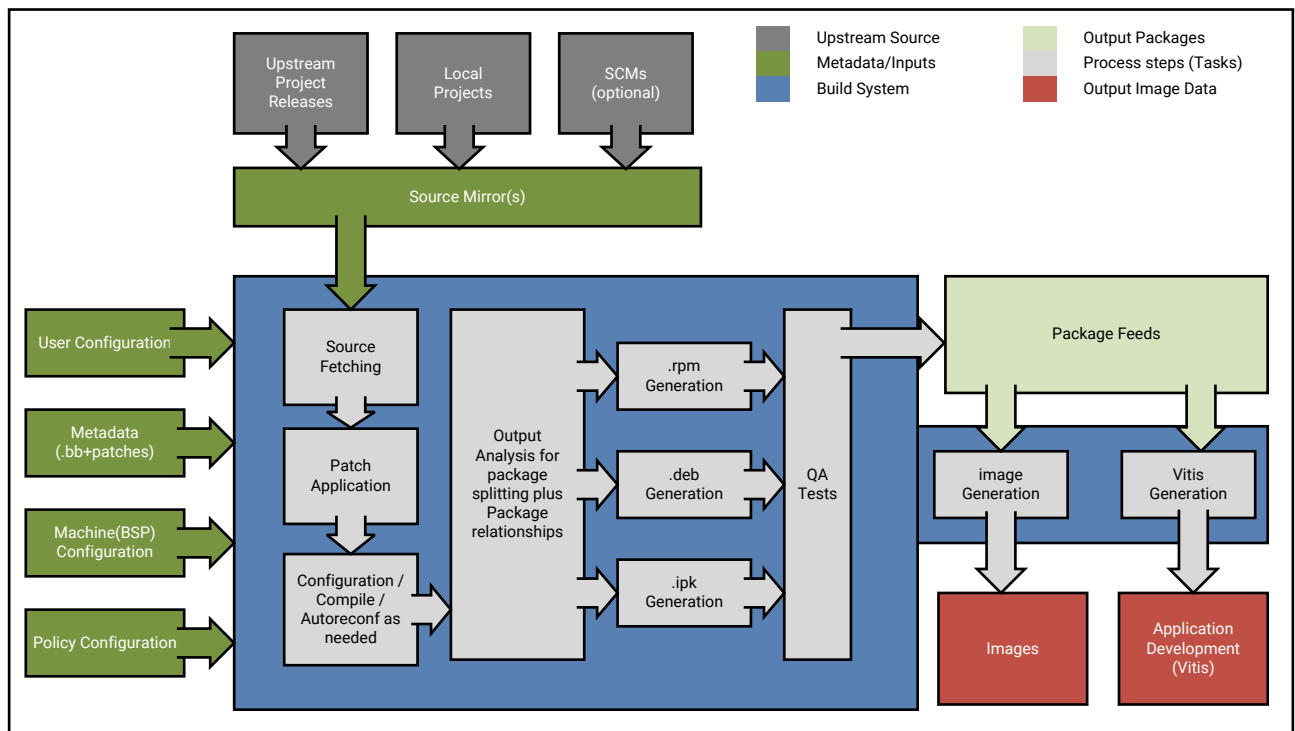 Upstream
Project
Releases
Local
Projects
SCMs
(optional)
Upstream Source
Metadata/Inputs
Build System
Output Packages
Process steps (Tasks)
Output Image Data
Source Mirror(s)
User Configuration
Metadata
(.bb+patches)
Machine(BSP)
Configuration
Policy Configuration
Source
Fetching
Patch
Application
Configuration /
Compile /
Autoreconf as
needed
Output
Analysis for
package
splitting plus
Package
relationships
.rpm
Generation
.deb
Generation
.ipk
Generation
QA
Tests
Package Feeds
image
Generation
Vitis
Generation
Images
Application
Development
(Vitis)